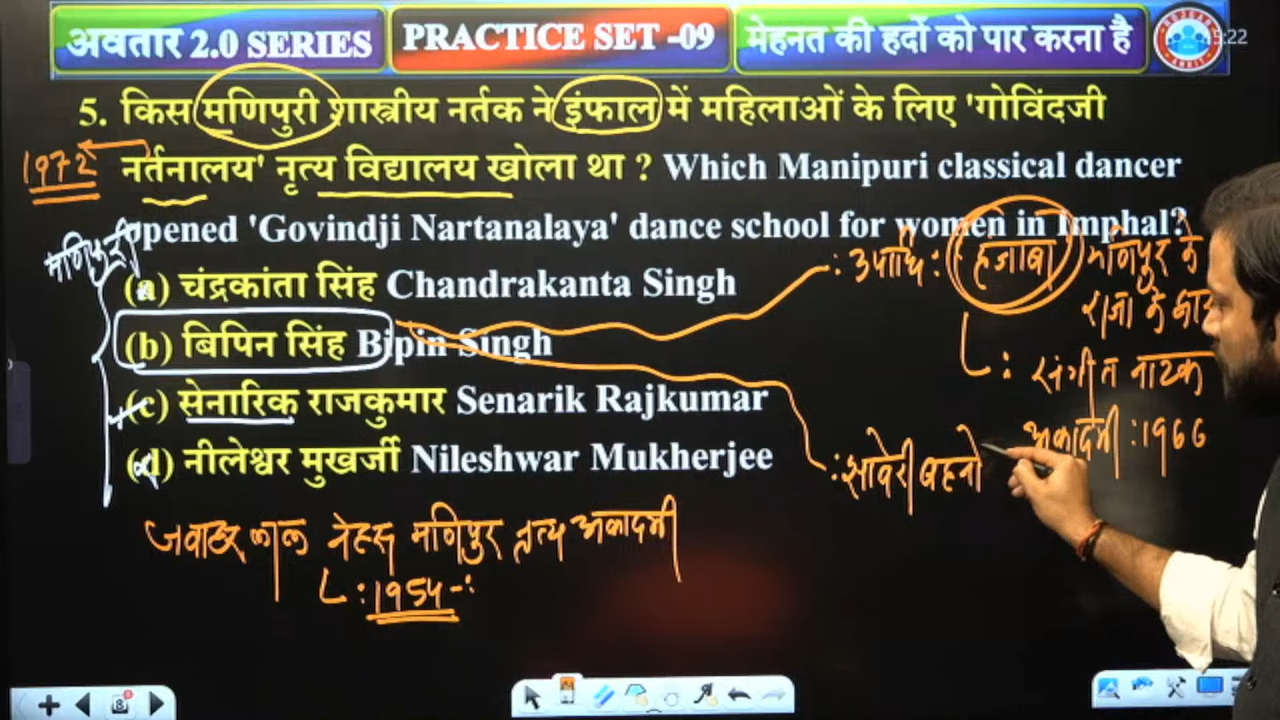 अवतार 2.0 SERIES
PRACTICE SET -09
मेहनत की हदों को पार करना है
5:22
5. किस मणिपुरी शास्त्रीय नर्तक ने इंफाल में महिलाओं के लिए 'गोविंदजी
1972
नर्तनालय' नृत्य विद्यालय खोला था ? Which Manipuri classical dancer
opened 'Govindji Nartanalaya' dance school for women in Imphal?
मणिपुरी
: उपाधि : हंजाबा मणिपुर के
(a) चंद्रकांता सिंह Chandrakanta Singh
राजा के
(b) बिपिन सिंह Bipin Singh
: संगीत नाटक
(c) सेनारिक राजकुमार Senarik Rajkumar
अकादमी : 1966
(d) नीलेश्वर मुखर्जी Nileshwar Mukherjee
: झावेरी बहनो
जवाहर लाल नेहरू मणिपुर नृत्य अकादमी
: 1954 -: